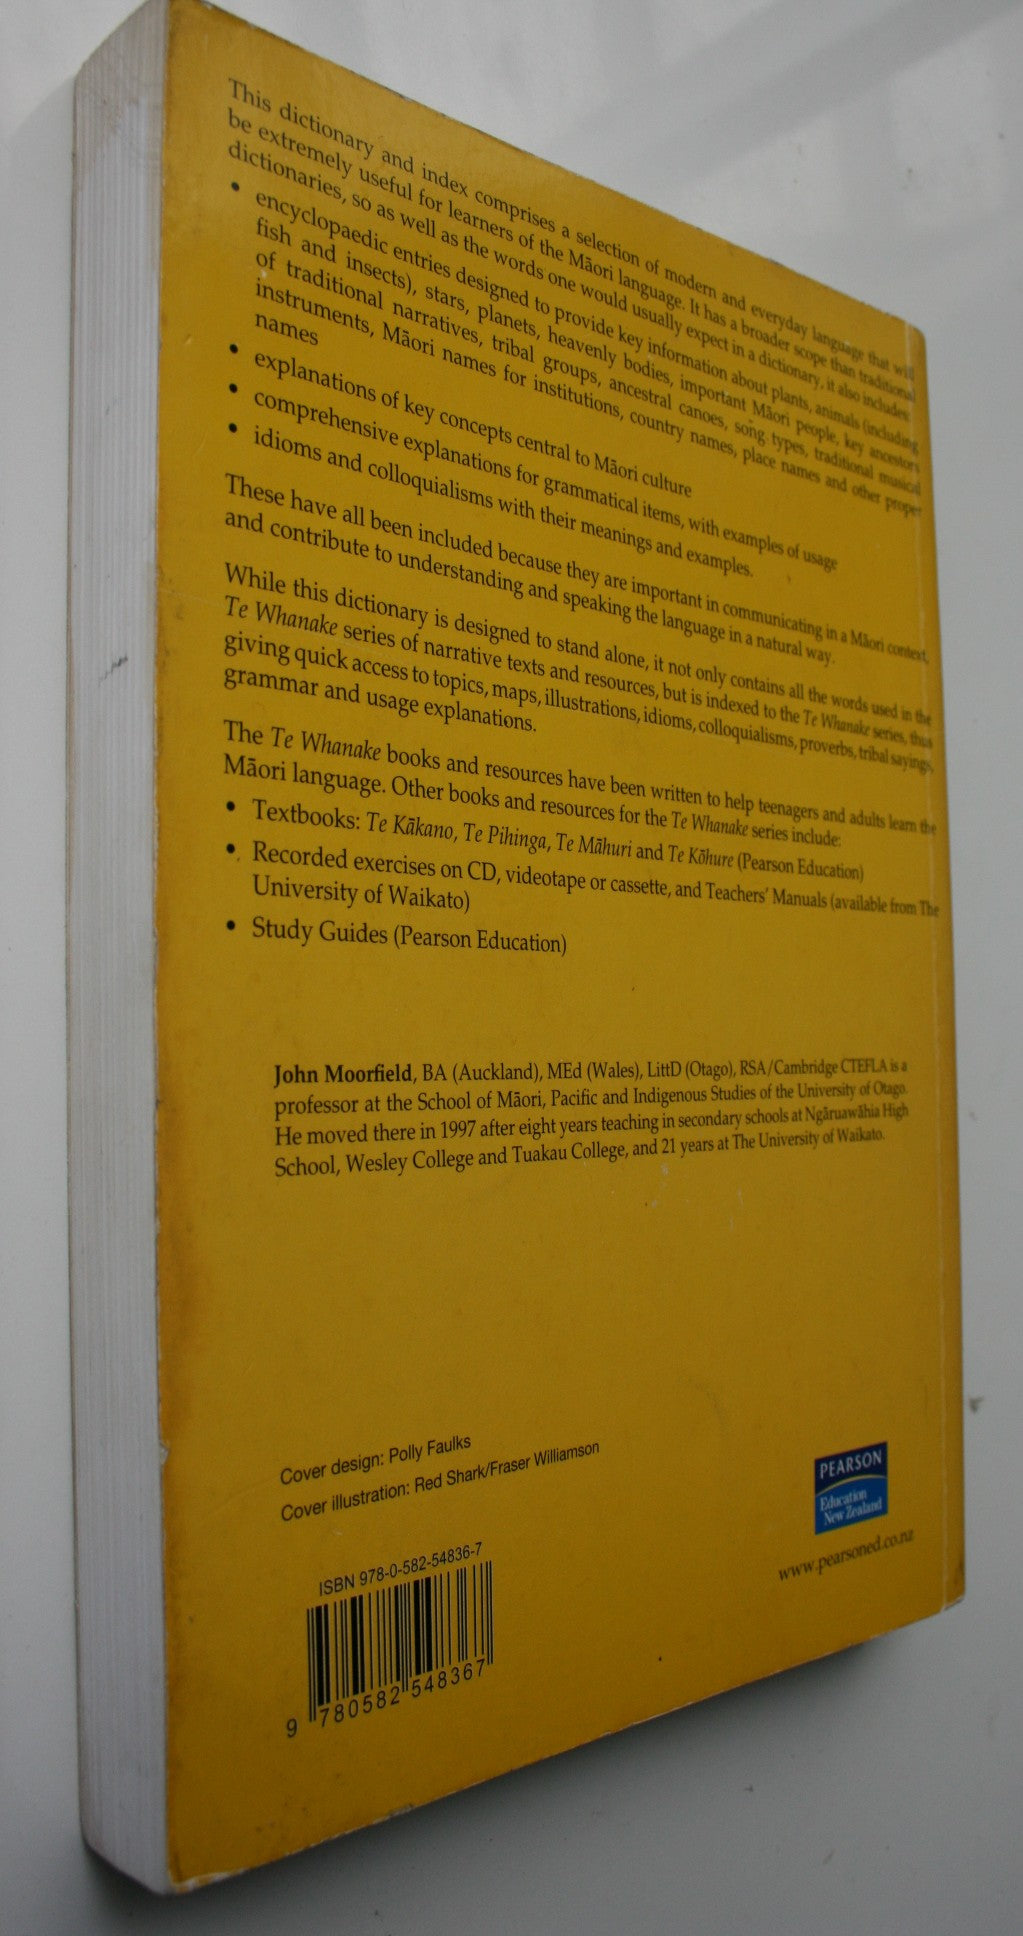 This dictionary and index comprises a selection of modern and everyday language that will
be extremely useful for learners of the Māori language. It has a broader scope than traditional
dictionaries, so as well as the words one would usually expect in a dictionary, it also includes:
• encyclopaedic entries designed to provide key information about plants, animals (including
fish and insects), stars, planets, heavenly bodies, important Māori people, key ancestors
of traditional narratives, tribal groups, ancestral canoes, song types, traditional musical
instruments, Māori names for institutions, country names, place names and other proper
names
• explanations of key concepts central to Māori culture
• comprehensive explanations for grammatical items, with examples of usage
• idioms and colloquialisms with their meanings and examples.
These have all been included because they are important in communicating in a Māori context,
and contribute to understanding and speaking the language in a natural way.
While this dictionary is designed to stand alone, it not only contains all the words used in the
Te Whanake series of narrative texts and resources, but is indexed to the Te Whanake series, thus
giving quick access to topics, maps, illustrations, idioms, colloquialisms, proverbs, tribal sayings,
grammar and usage explanations.
The Te Whanake books and resources have been written to help teenagers and adults learn the
Māori language. Other books and resources for the Te Whanake series include:
• Textbooks: Te Kākano, Te Pihinga, Te Māhuri and Te Kōhure (Pearson Education)
• Recorded exercises on CD, videotape or cassette, and Teachers' Manuals (available from The
University of Waikato)
• Study Guides (Pearson Education)
John Moorfield, BA (Auckland), MEd (Wales), LittD (Otago), RSA/Cambridge CTEFLA is a
professor at the School of Māori, Pacific and Indigenous Studies of the University of Otago.
He moved there in 1997 after eight years teaching in secondary schools at Ngāruawāhia High
School, Wesley College and Tuakau College, and 21 years at The University of Waikato.
Cover design: Polly Faulks
Cover illustration: Red Shark/Fraser Williamson
PEARSON
Education
New Zealand
www.pearsoned.co.nz
ISBN 978-0-582-54836-7
9 780582 548367